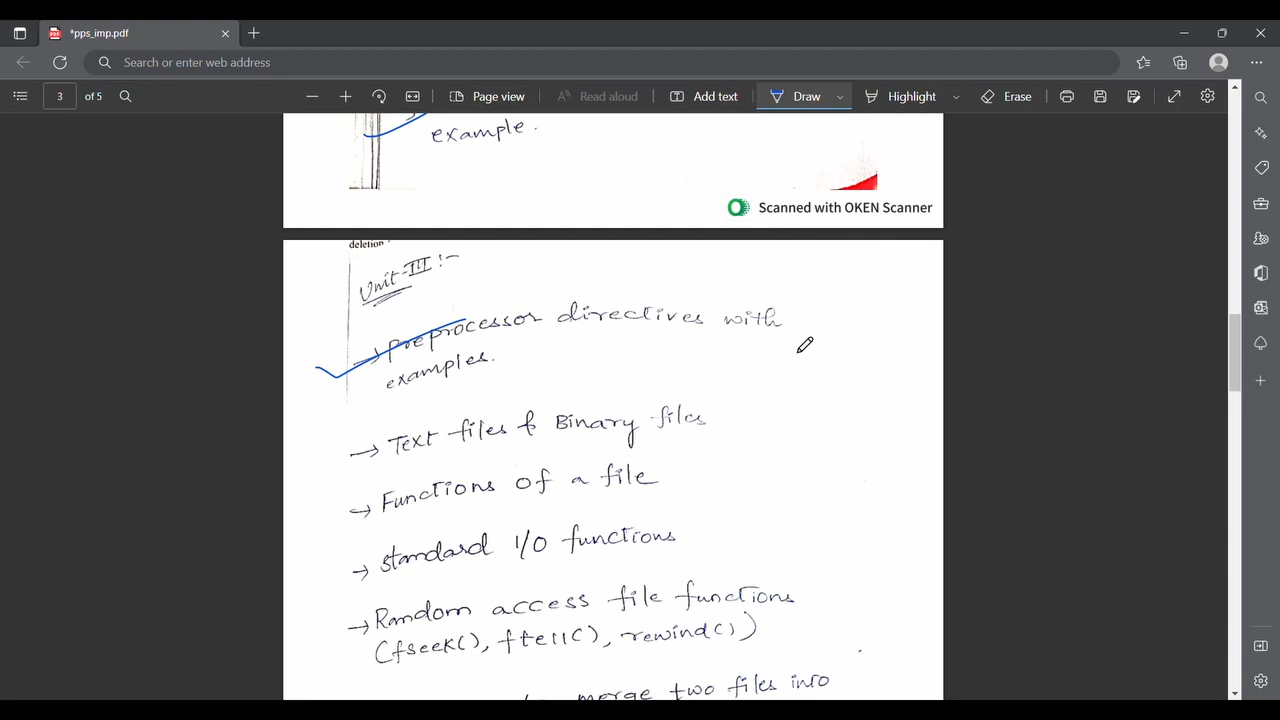 *pps_imp.pdf
Search or enter web address
3 of 5 Page view Read aloud Add text Draw Highlight Erase
example.
Scanned with OKEN Scanner
deletion
Unit-III :-
→ Preprocessor directives with
examples.
→ Text files & Binary files
→ Functions of a file
→ standard I/O functions
→ Random access file functions
(fseek(), ftell(), rewind())
merge two files into